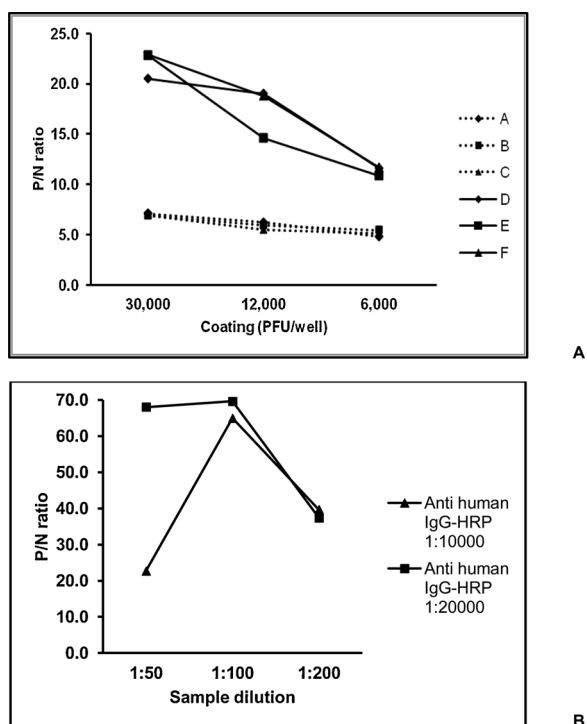 25.0
20.0
15.0
10.0
5.0
0.0
P/N ratio
30,000 12,000 6,000
Coating (PFU/well)
A
B
C
D
E
F
A
70.0
60.0
50.0
40.0
30.0
20.0
10.0
0.0
P/N ratio
1:50 1:100 1:200
Sample dilution
Anti human
IgG-HRP
1:10000
Anti human
IgG-HRP
1:20000
B